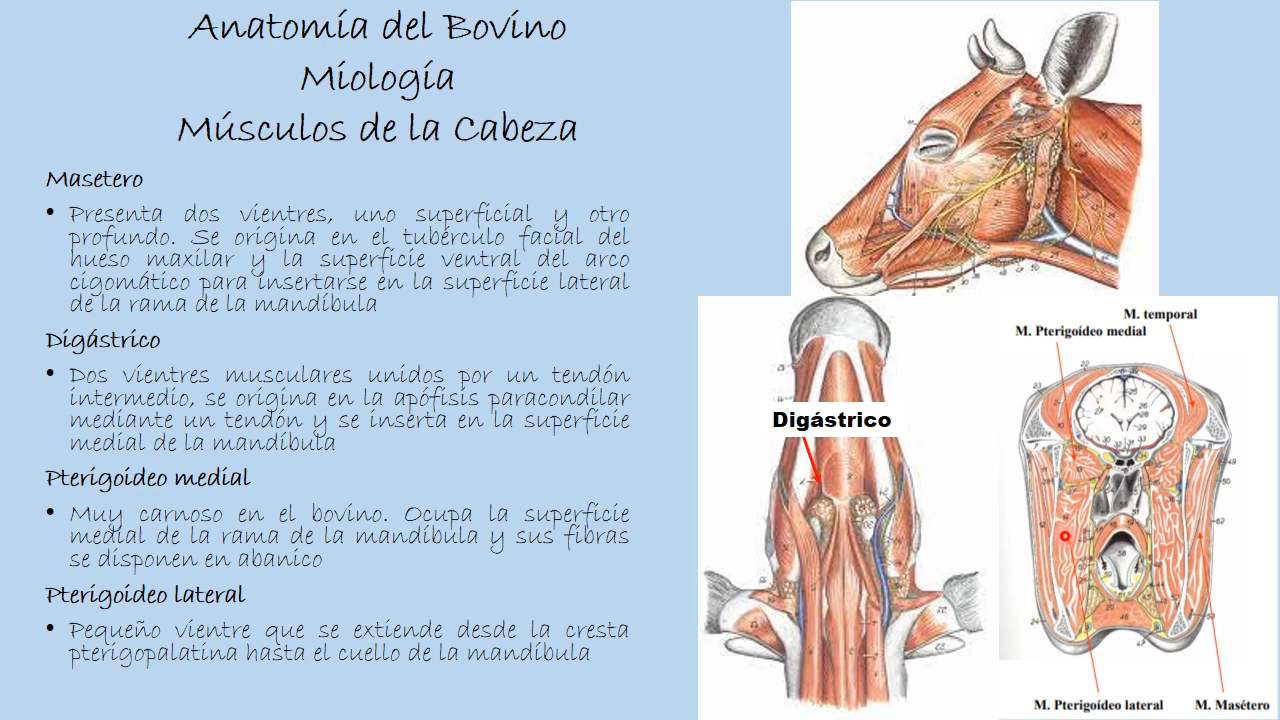 Anatomía del Bovino
Miología
Músculos de la Cabeza
Masetero
• Presenta dos vientres, uno superficial y otro
profundo. Se origina en el tubérculo facial del
hueso maxilar y la superficie ventral del arco
cigomático para insertarse en la superficie lateral
de la rama de la mandíbula
Digástrico
• Dos vientres musculares unidos por un tendón
intermedio, se origina en la apófisis paracondilar
mediante un tendón y se inserta en la superficie
medial de la mandíbula
Pterigoideo medial
• Muy carnoso en el bovino. Ocupa la superficie
medial de la rama de la mandíbula y sus fibras
se disponen en abanico
Pterigoideo lateral
• Pequeño vientre que se extiende desde la cresta
pterigopalatina hasta el cuello de la mandíbula
Digástrico
M. temporal
M. Pterigoídeo medial
M. Pterigoídeo lateral
M. Masétero